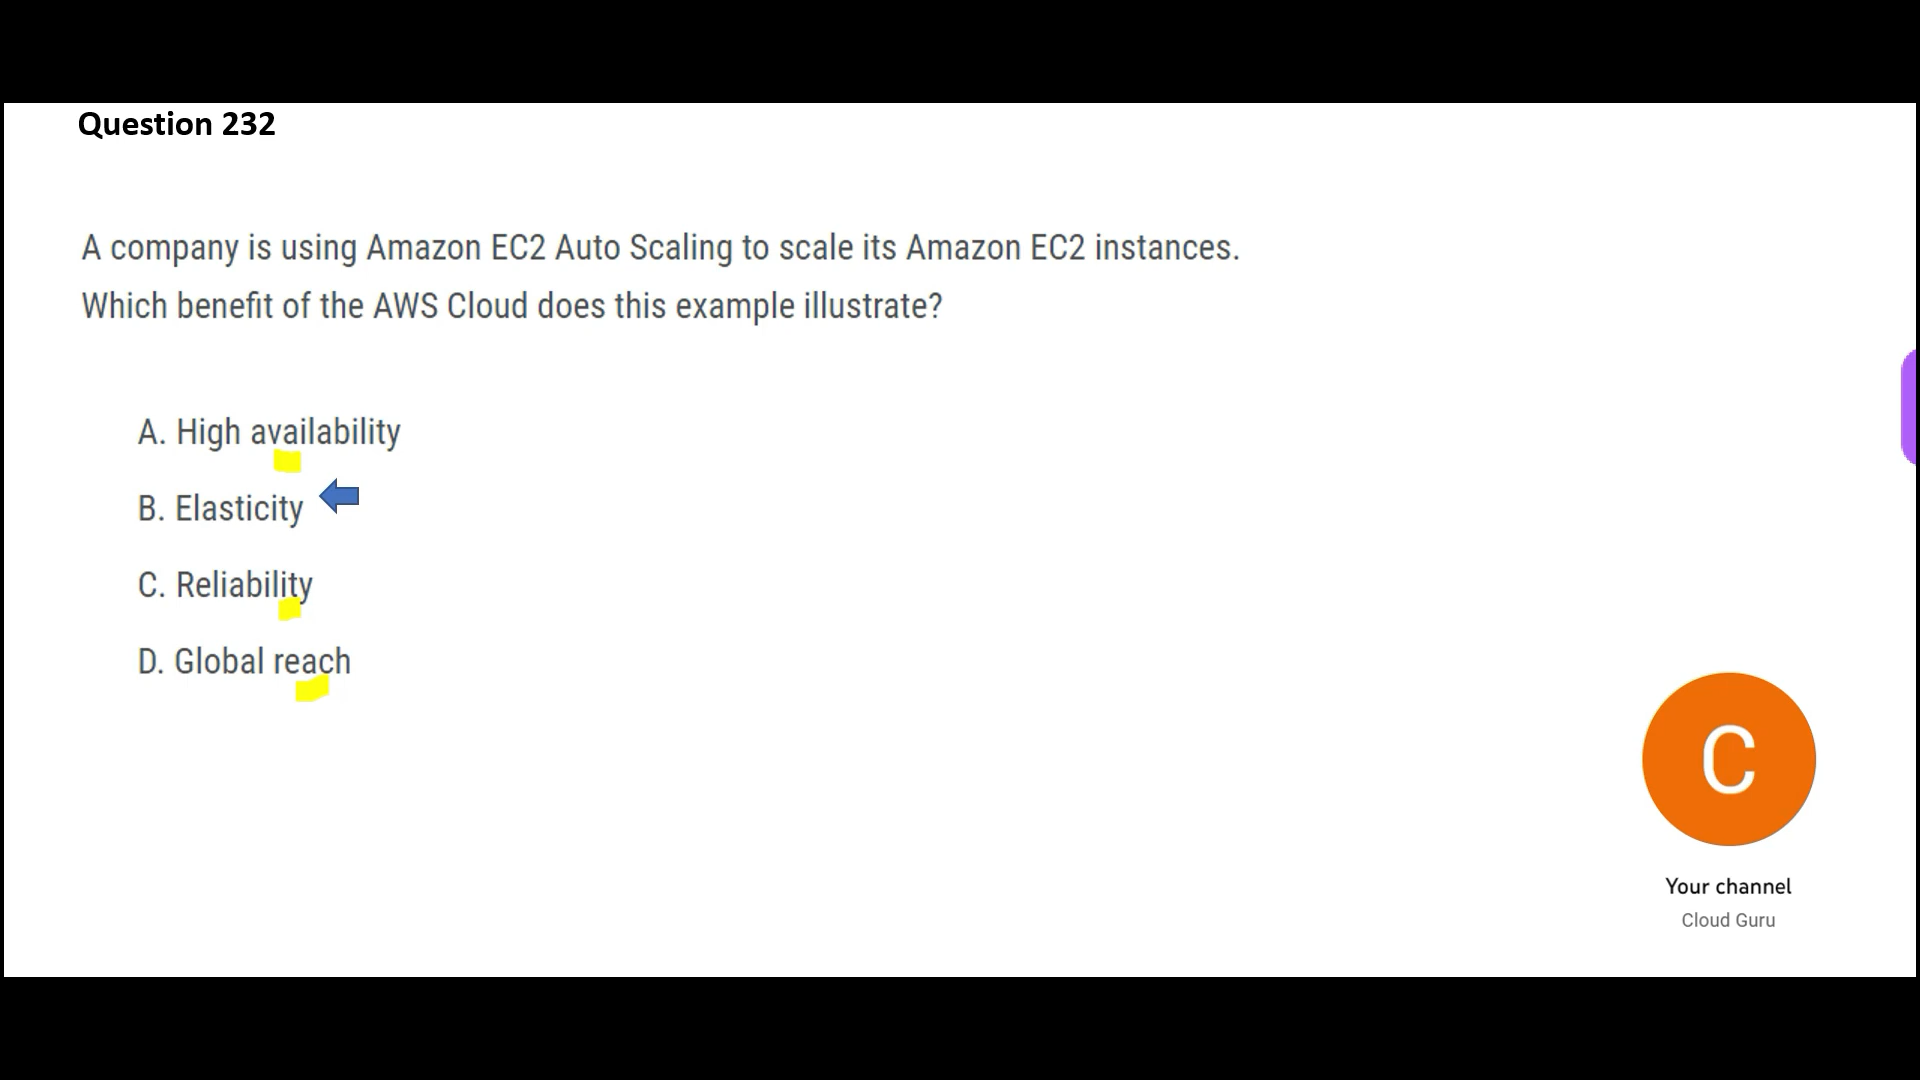 Question 232
A company is using Amazon EC2 Auto Scaling to scale its Amazon EC2 instances.
Which benefit of the AWS Cloud does this example illustrate?
A. High availability
B. Elasticity
C. Reliability
D. Global reach
C
Your channel
Cloud Guru